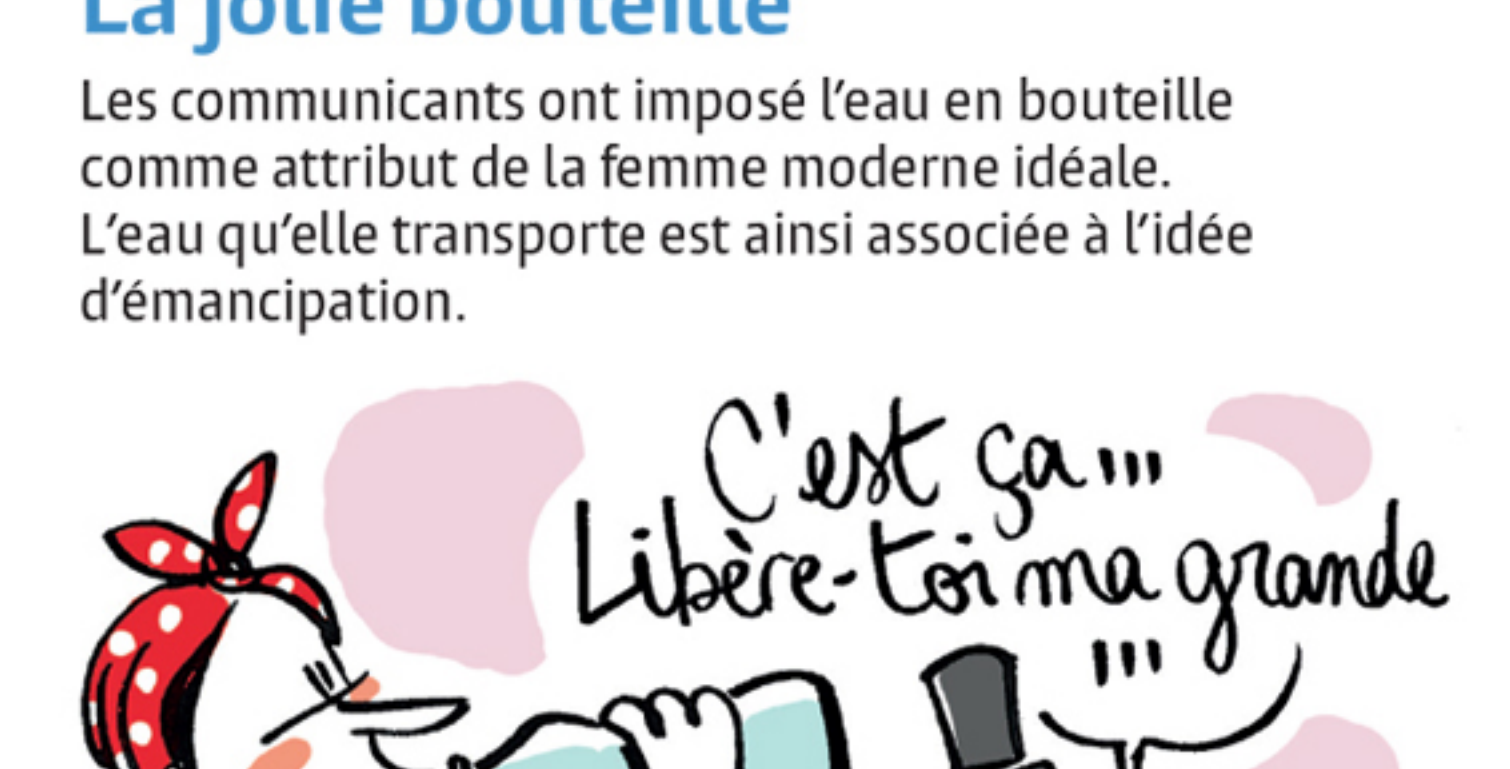 La jolie bouteille
Les communicants ont imposé l’eau en bouteille
comme attribut de la femme moderne idéale.
L’eau qu’elle transporte est ainsi associée à l’idée
d’émancipation.
C'est ça...
Libère-toi ma grande
...